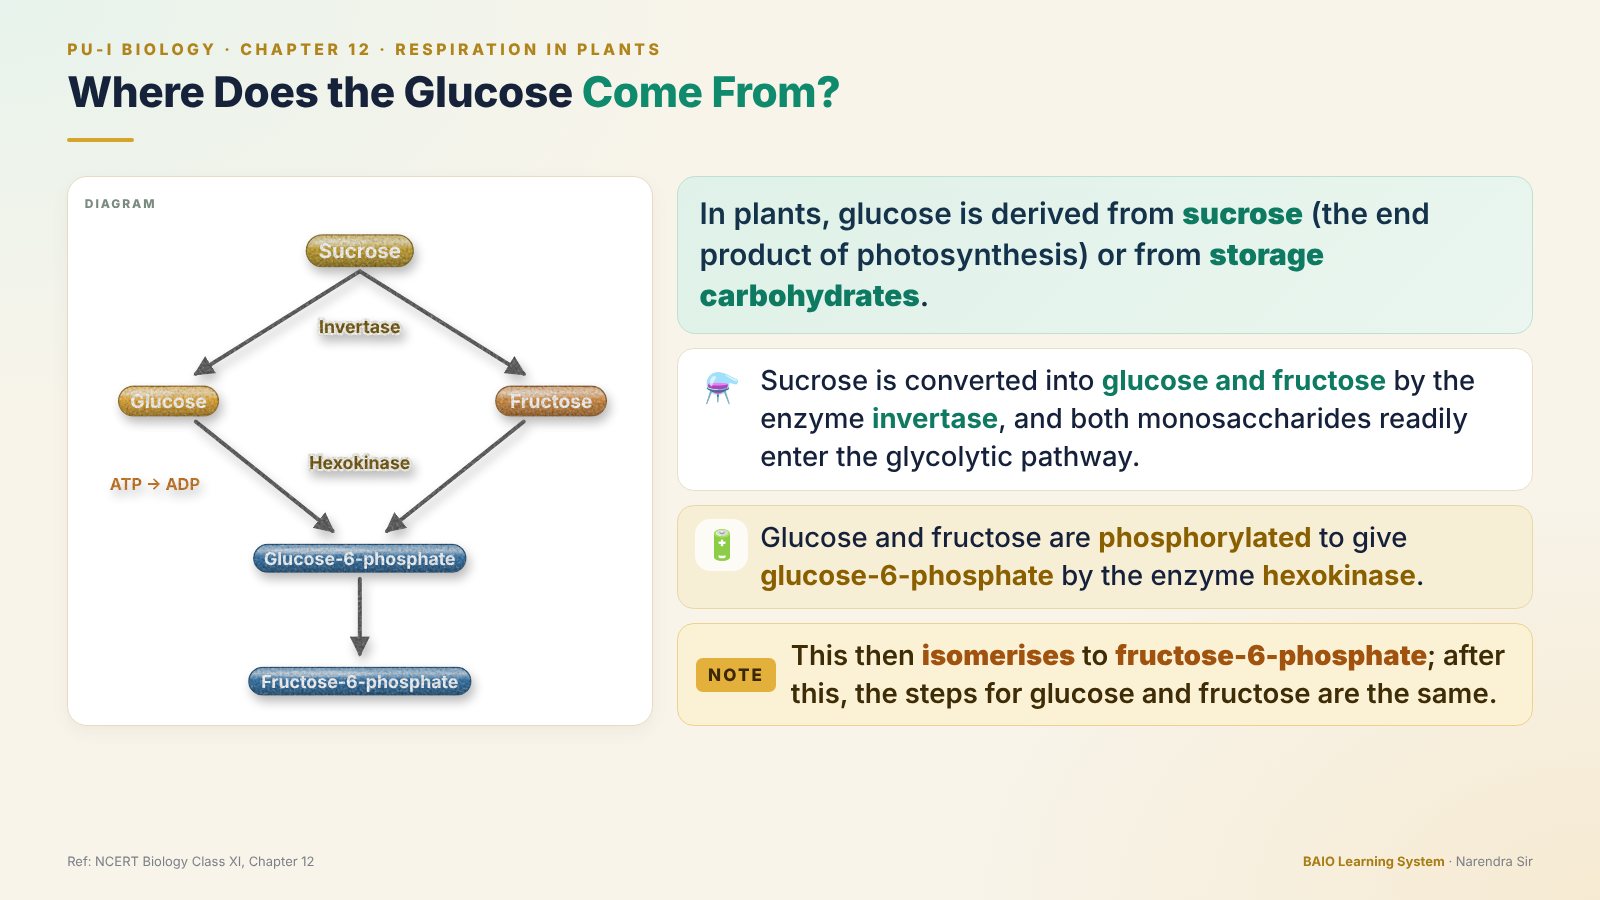 PU-I BIOLOGY · CHAPTER 12 · RESPIRATION IN PLANTS
Where Does the Glucose Come From?
DIAGRAM
Sucrose
Invertase
Glucose
Fructose
Hexokinase
ATP → ADP
Glucose-6-phosphate
Fructose-6-phosphate
In plants, glucose is derived from sucrose (the end
product of photosynthesis) or from storage
carbohydrates.
Sucrose is converted into glucose and fructose by the
enzyme invertase, and both monosaccharides readily
enter the glycolytic pathway.
Glucose and fructose are phosphorylated to give
glucose-6-phosphate by the enzyme hexokinase.
NOTE
This then isomerises to fructose-6-phosphate; after
this, the steps for glucose and fructose are the same.
Ref: NCERT Biology Class XI, Chapter 12
BAIO Learning System · Narendra Sir